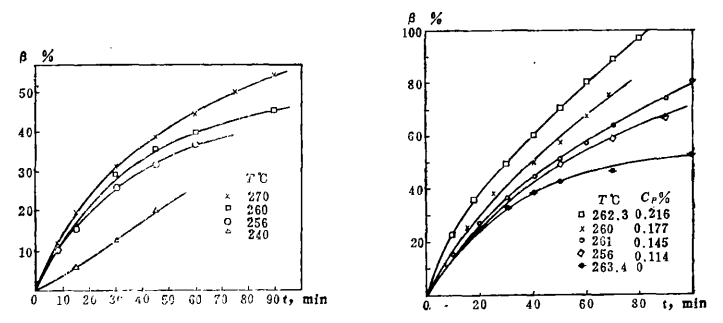 β %
50
40
30
20
10
0
10 20 30 40 50 60 70 80 90 t, min
T℃
× 270
□ 260
○ 256
△ 240
β %
100
80
60
40
20
0. 20 40 60 80 t, min
T℃ Cₚ%
□ 262.3 0.216
× 260 0.177
○ 261 0.145
◇ 256 0.114
● 263.4 0